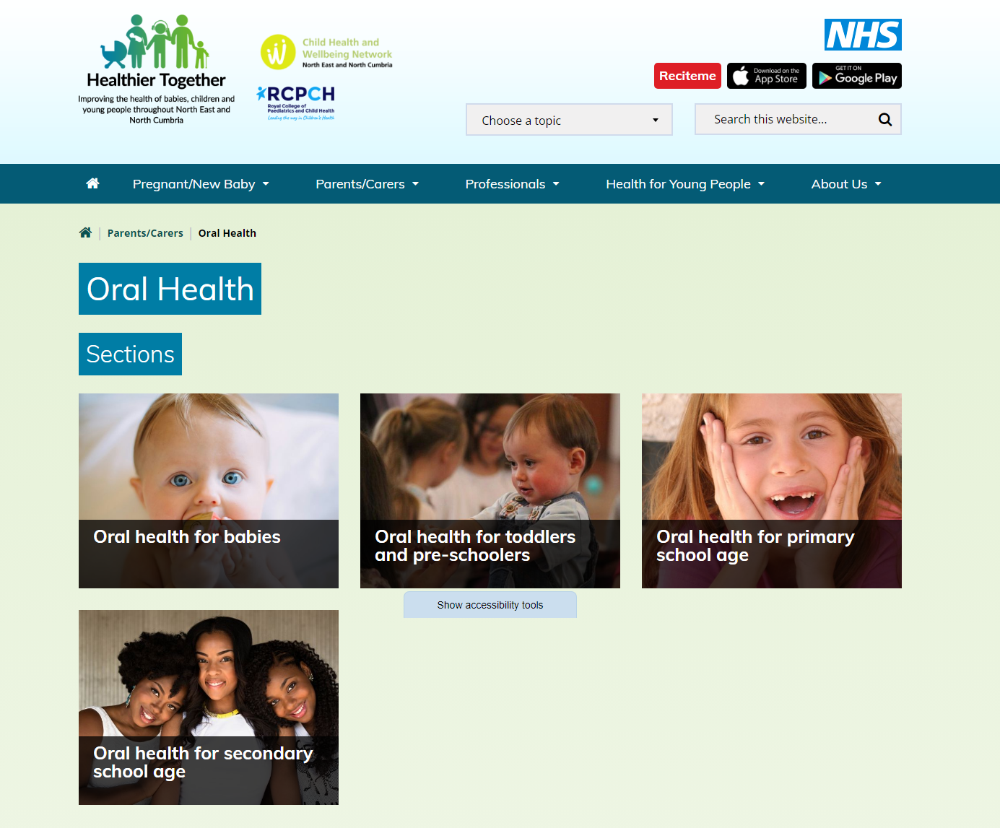 Healthier Together
Improving the health of babies, children and
young people throughout North East and
North Cumbria
Child Health and
Wellbeing Network
North East and North Cumbria
RCPCH
Royal College of
Paediatrics and Child Health
Leading the way in Children's Health
NHS
Reciteme
Download on the
App Store
GET IT ON
Google Play
Choose a topic
Search this website...
Pregnant/New Baby
Parents/Carers
Professionals
Health for Young People
About Us
Parents/Carers
Oral Health
Oral Health
Sections
Oral health for babies
Oral health for toddlers
and pre-schoolers
Oral health for primary
school age
Show accessibility tools
Oral health for secondary
school age